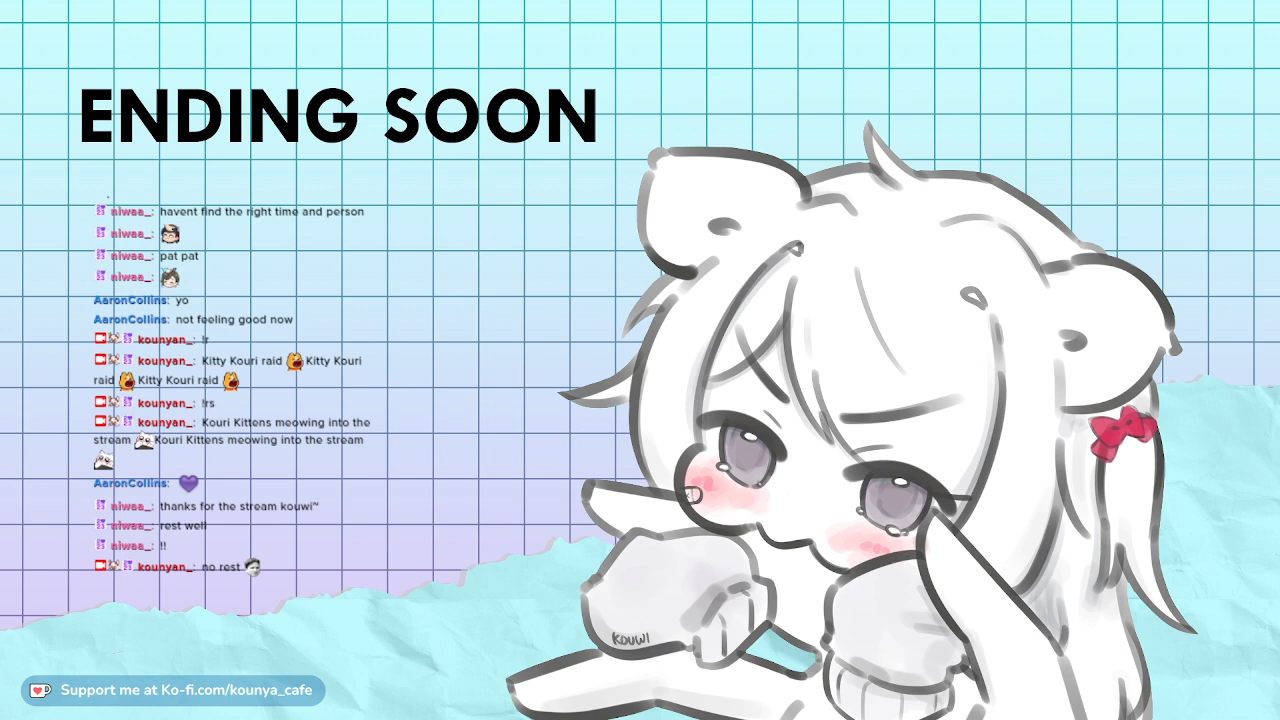 ENDING SOON
niwaa_: havent find the right time and person
niwaa_:
niwaa_: pat pat
niwaa_:
AaronCollins: yo
AaronCollins: not feeling good now
kounyan_: !r
kounyan_: Kitty Kouri raid Kitty Kouri
raid Kitty Kouri raid
kounyan_: !rs
kounyan_: Kouri Kittens meowing into the
stream Kouri Kittens meowing into the stream
AaronCollins: 💜
niwaa_: thanks for the stream kouwi~
niwaa_: rest well
niwaa_: !!
kounyan_: no rest
KOUWI
Support me at Ko-fi.com/kounya_cafe